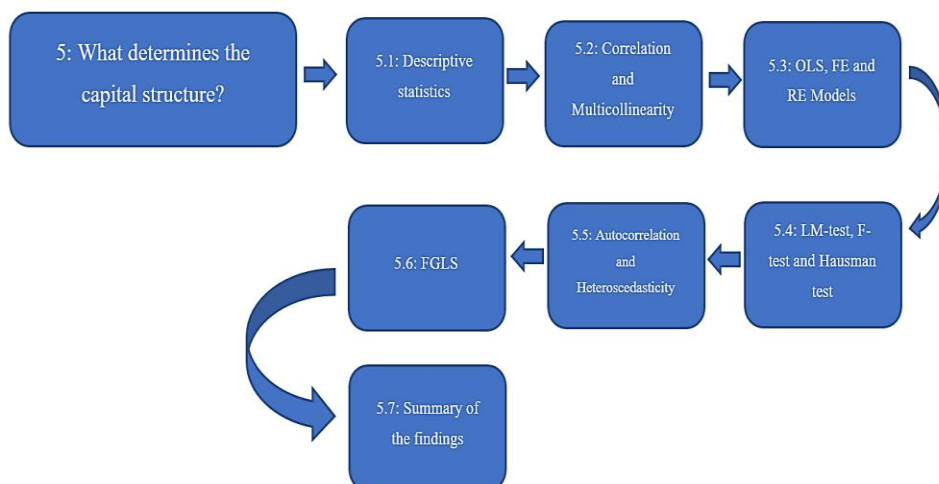 5: What determines the
capital structure?
5.1: Descriptive
statistics
5.2: Correlation
and
Multicollinearity
5.3: OLS, FE and
RE Models
5.4: LM-test, F-
test and Hausman
test
5.5: Autocorrelation
and
Heteroscedasticity
5.6: FGLS
5.7: Summary of
the findings